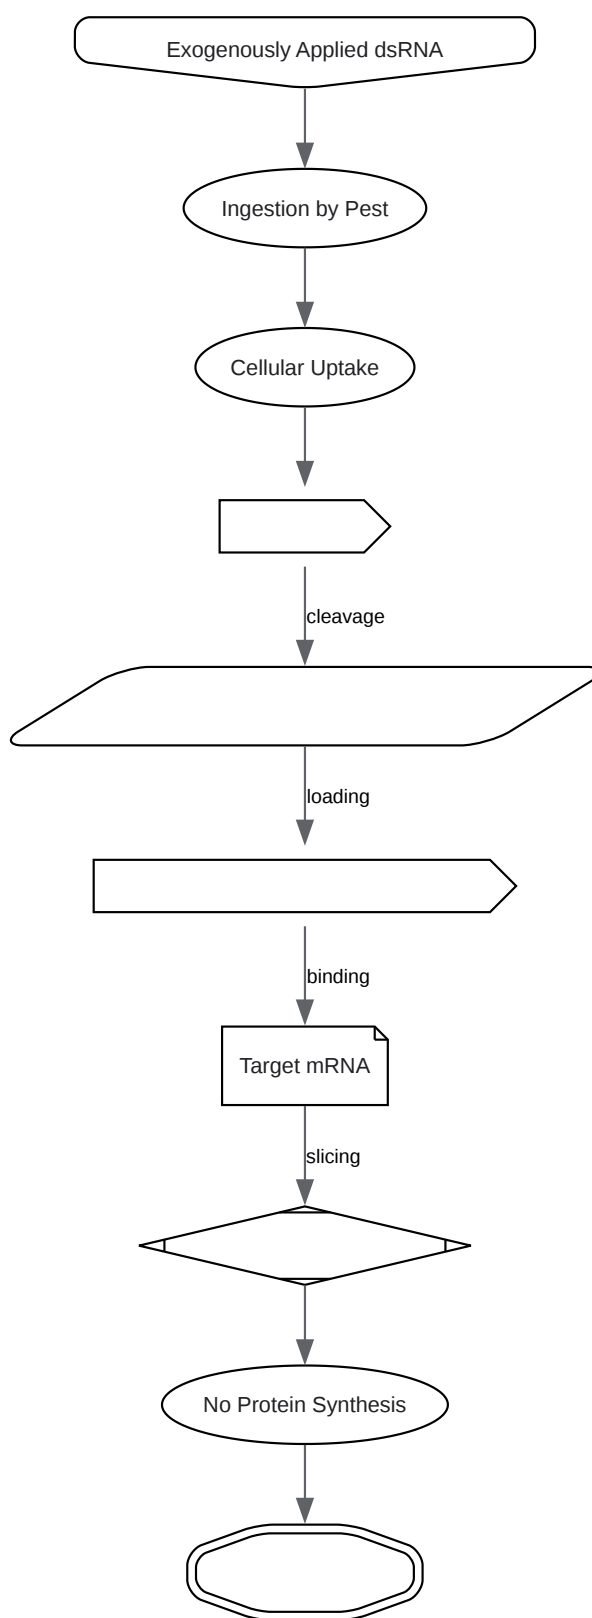 Exogenously Applied dsRNA
Ingestion by Pest
Cellular Uptake
cleavage
loading
binding
Target mRNA
slicing
No Protein Synthesis